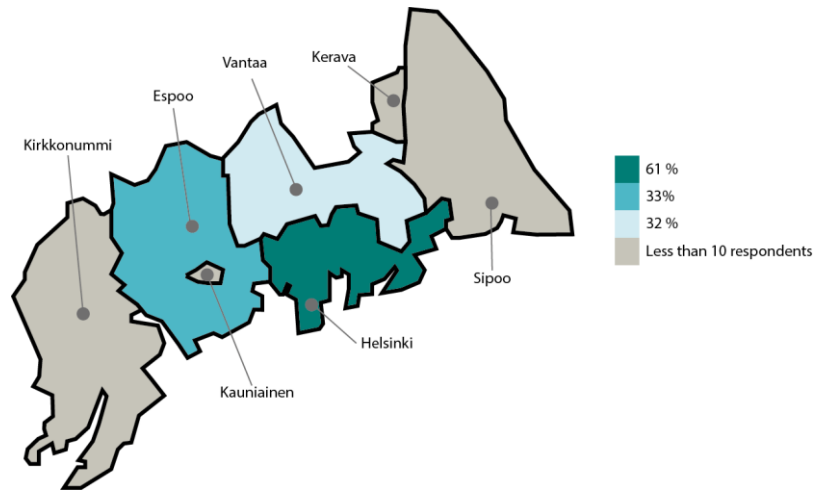 Kerava
Vantaa
Espoo
Kirkkonummi
61 %
33%
32 %
Less than 10 respondents
Sipoo
Helsinki
Kauniainen